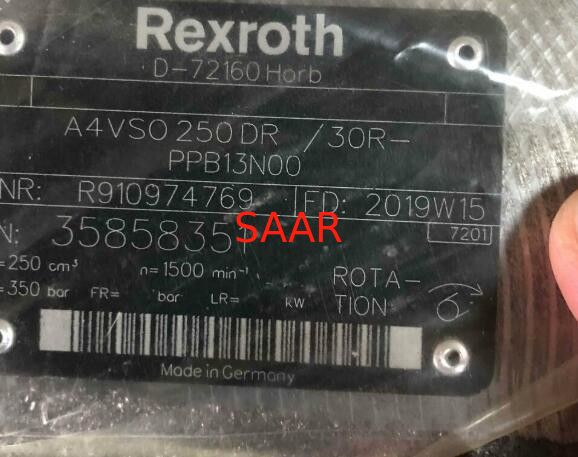 Rexroth
D-72160 Horb
A4VSO 250 DR /30R-
PPB13N00
NR: R910974769 FD: 2019W15
N: 35858351 7201
SAAR
=250 cm³ n=1500 min⁻¹ ROTA-
=350 bar FR= bar LR= kW TION
Made in Germany